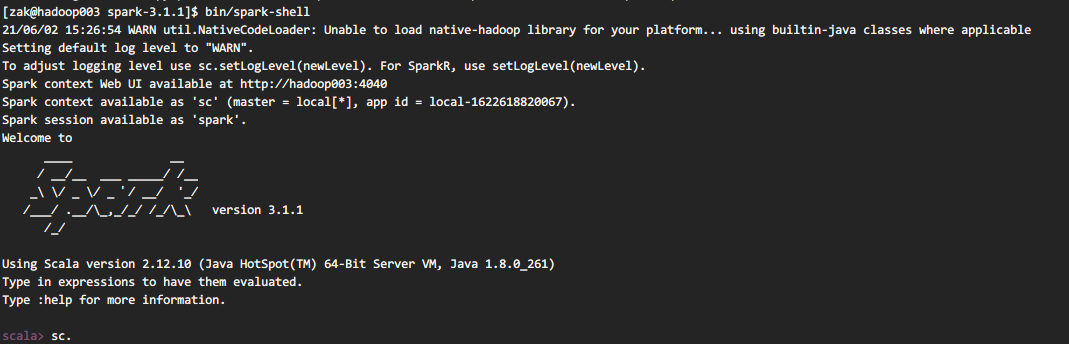 [zak@hadoop003 spark-3.1.1]$ bin/spark-shell
21/06/02 15:26:54 WARN util.NativeCodeLoader: Unable to load native-hadoop library for your platform... using builtin-java classes where applicable
Setting default log level to "WARN".
To adjust logging level use sc.setLogLevel(newLevel). For SparkR, use setLogLevel(newLevel).
Spark context Web UI available at http://hadoop003:4040
Spark context available as 'sc' (master = local[*], app id = local-1622618820067).
Spark session available as 'spark'.
Welcome to
      ____              __
     / __/__  ___ _____/ /__
    _\ \/ _ \/ _ `/ __/  '_/
   /___/ .__/\_,_/_/ /_/\_\   version 3.1.1
      /_/
Using Scala version 2.12.10 (Java HotSpot(TM) 64-Bit Server VM, Java 1.8.0_261)
Type in expressions to have them evaluated.
Type :help for more information.
scala> sc.